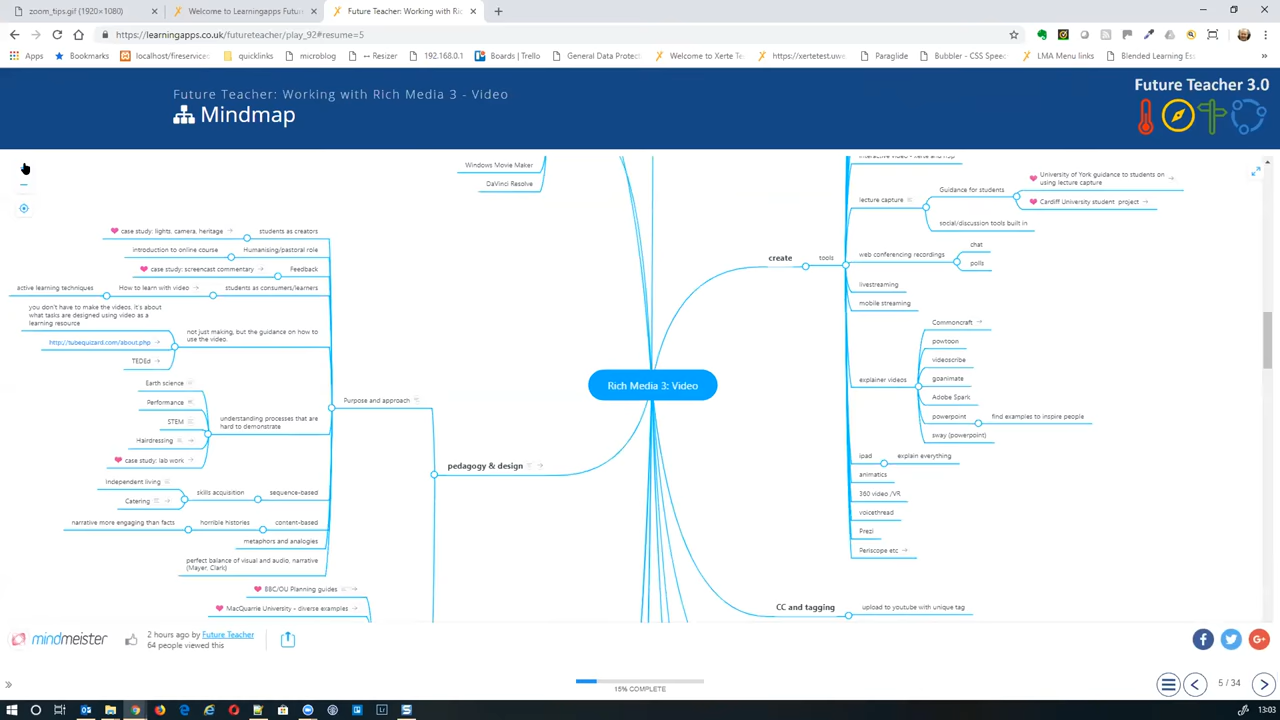 zoom_tips.gif (1920×1080)
Welcome to Learningapps Futur
Future Teacher: Working with Ric
https://learningapps.co.uk/futureteacher/play_92#resume=5
Apps
Bookmarks
localhost/fireservices
quicklinks
microblog
↔ Resizer
192.168.0.1
Boards | Trello
General Data Protect
Welcome to Xerte Te
https://xertetest.uwe
Paraglide
Bubbler - CSS Speec
LMA Menu links
Blended Learning Es
Future Teacher: Working with Rich Media 3 - Video
Mindmap
Future Teacher 3.0
Windows Movie Maker
DaVinci Resolve
case study: lights, camera, heritage
students as creators
introduction to online course
Humanising/pastoral role
case study: screencast commentary
Feedback
active learning techniques
How to learn with video
students as consumers/learners
you don't have to make the videos. it's about
what tasks are designed using video as a
learning resource
http://tubequizard.com/about.php
TEDEd
not just making, but the guidance on how to
use the video.
Earth science
Performance
STEM
Hairdressing
case study: lab work
understanding processes that are
hard to demonstrate
Purpose and approach
Independent living
Catering
skills acquisition
sequence-based
narrative more engaging than facts
horrible histories
content-based
metaphors and analogies
perfect balance of visual and audio, narrative
(Mayer, Clark)
BBC/OU Planning guides
MacQuarrie University - diverse examples
pedagogy & design
Rich Media 3: Video
create
tools
lecture capture
Guidance for students
University of York guidance to students on
using lecture capture
Cardiff University student project
social/discussion tools built in
web conferencing recordings
chat
polls
livestreaming
mobile streaming
explainer videos
Commoncraft
powtoon
videoscribe
goanimate
Adobe Spark
powerpoint
find examples to inspire people
sway (powerpoint)
ipad
explain everything
animatics
360 video /VR
voicethread
Prezi
Periscope etc
CC and tagging
upload to youtube with unique tag
mindmeister
2 hours ago by Future Teacher
64 people viewed this
15% COMPLETE
5 / 34
13:03